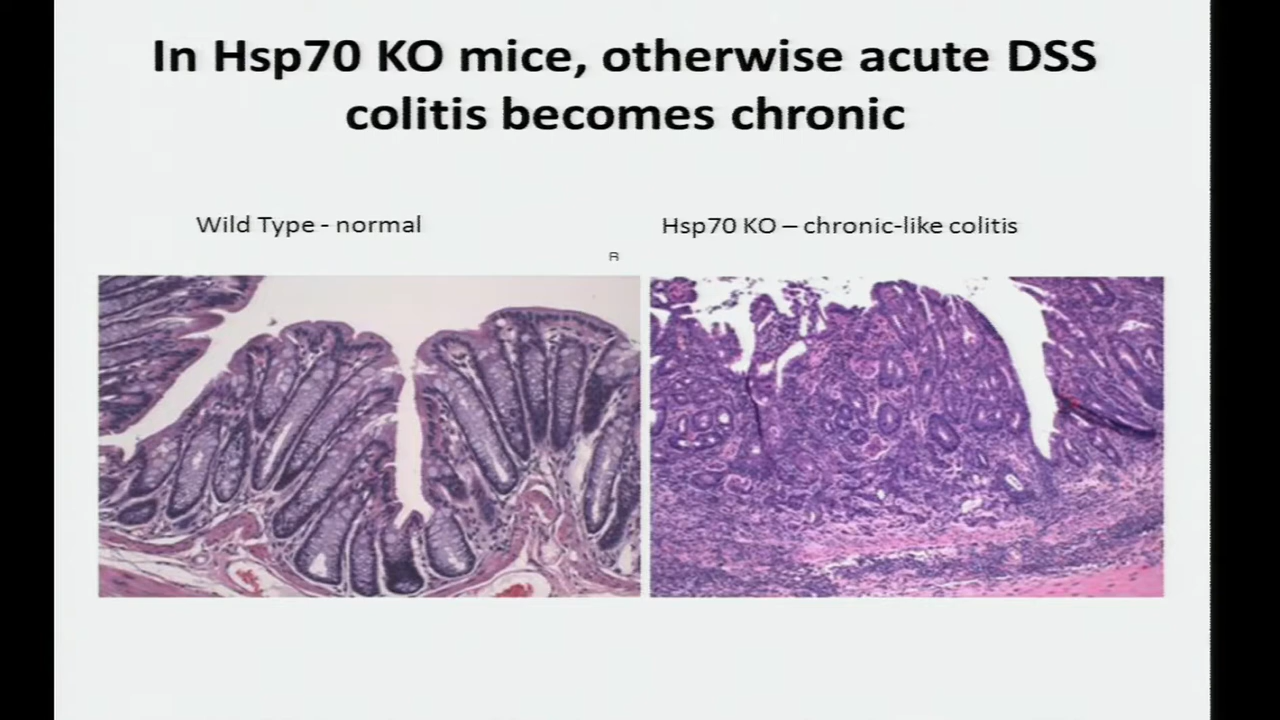 In Hsp70 KO mice, otherwise acute DSS
colitis becomes chronic
Wild Type - normal
Hsp70 KO – chronic-like colitis
R